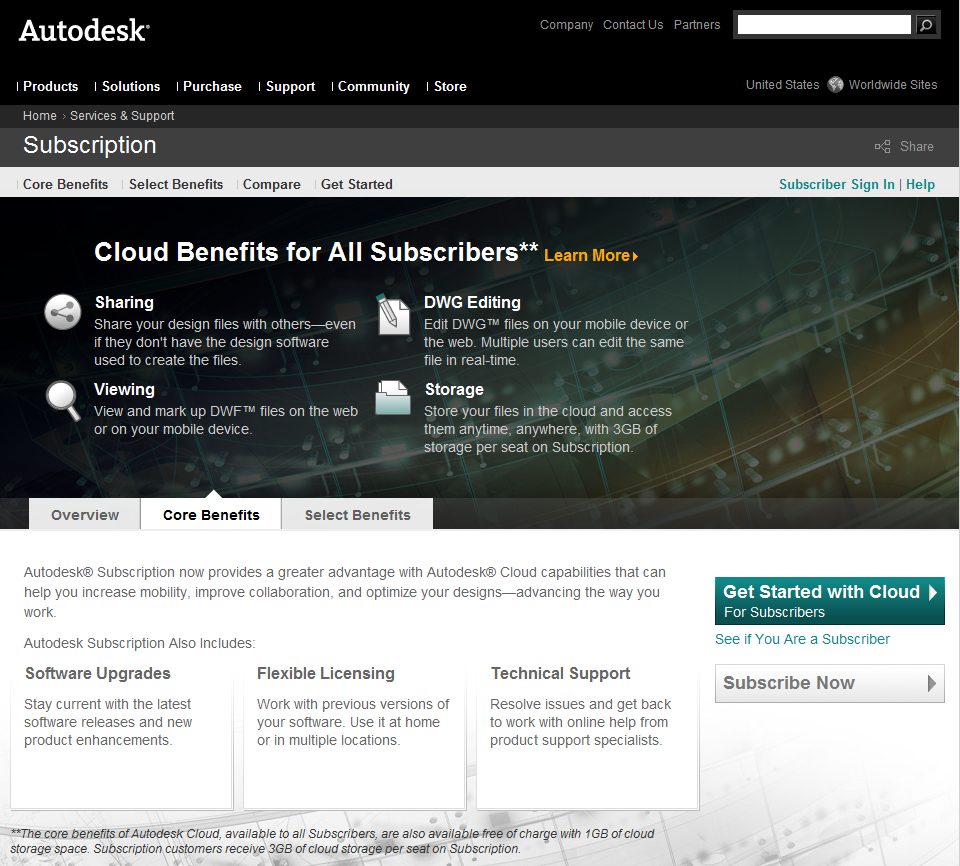 Autodesk®
Company Contact Us Partners
Products Solutions Purchase Support Community Store
United States Worldwide Sites
Home › Services & Support
Subscription
Share
Core Benefits Select Benefits Compare Get Started
Subscriber Sign In | Help
Cloud Benefits for All Subscribers** Learn More
Sharing
Share your design files with others—even
if they don't have the design software
used to create the files.
DWG Editing
Edit DWG™ files on your mobile device or
the web. Multiple users can edit the same
file in real-time.
Viewing
View and mark up DWF™ files on the web
or on your mobile device.
Storage
Store your files in the cloud and access
them anytime, anywhere, with 3GB of
storage per seat on Subscription.
Overview Core Benefits Select Benefits
Autodesk® Subscription now provides a greater advantage with Autodesk® Cloud capabilities that can
help you increase mobility, improve collaboration, and optimize your designs—advancing the way you
work.
Autodesk Subscription Also Includes:
Software Upgrades
Stay current with the latest
software releases and new
product enhancements.
Flexible Licensing
Work with previous versions of
your software. Use it at home
or in multiple locations.
Technical Support
Resolve issues and get back
to work with online help from
product support specialists.
Get Started with Cloud
For Subscribers
See if You Are a Subscriber
Subscribe Now
**The core benefits of Autodesk Cloud, available to all Subscribers, are also available free of charge with 1GB of cloud
storage space. Subscription customers receive 3GB of cloud storage per seat on Subscription.